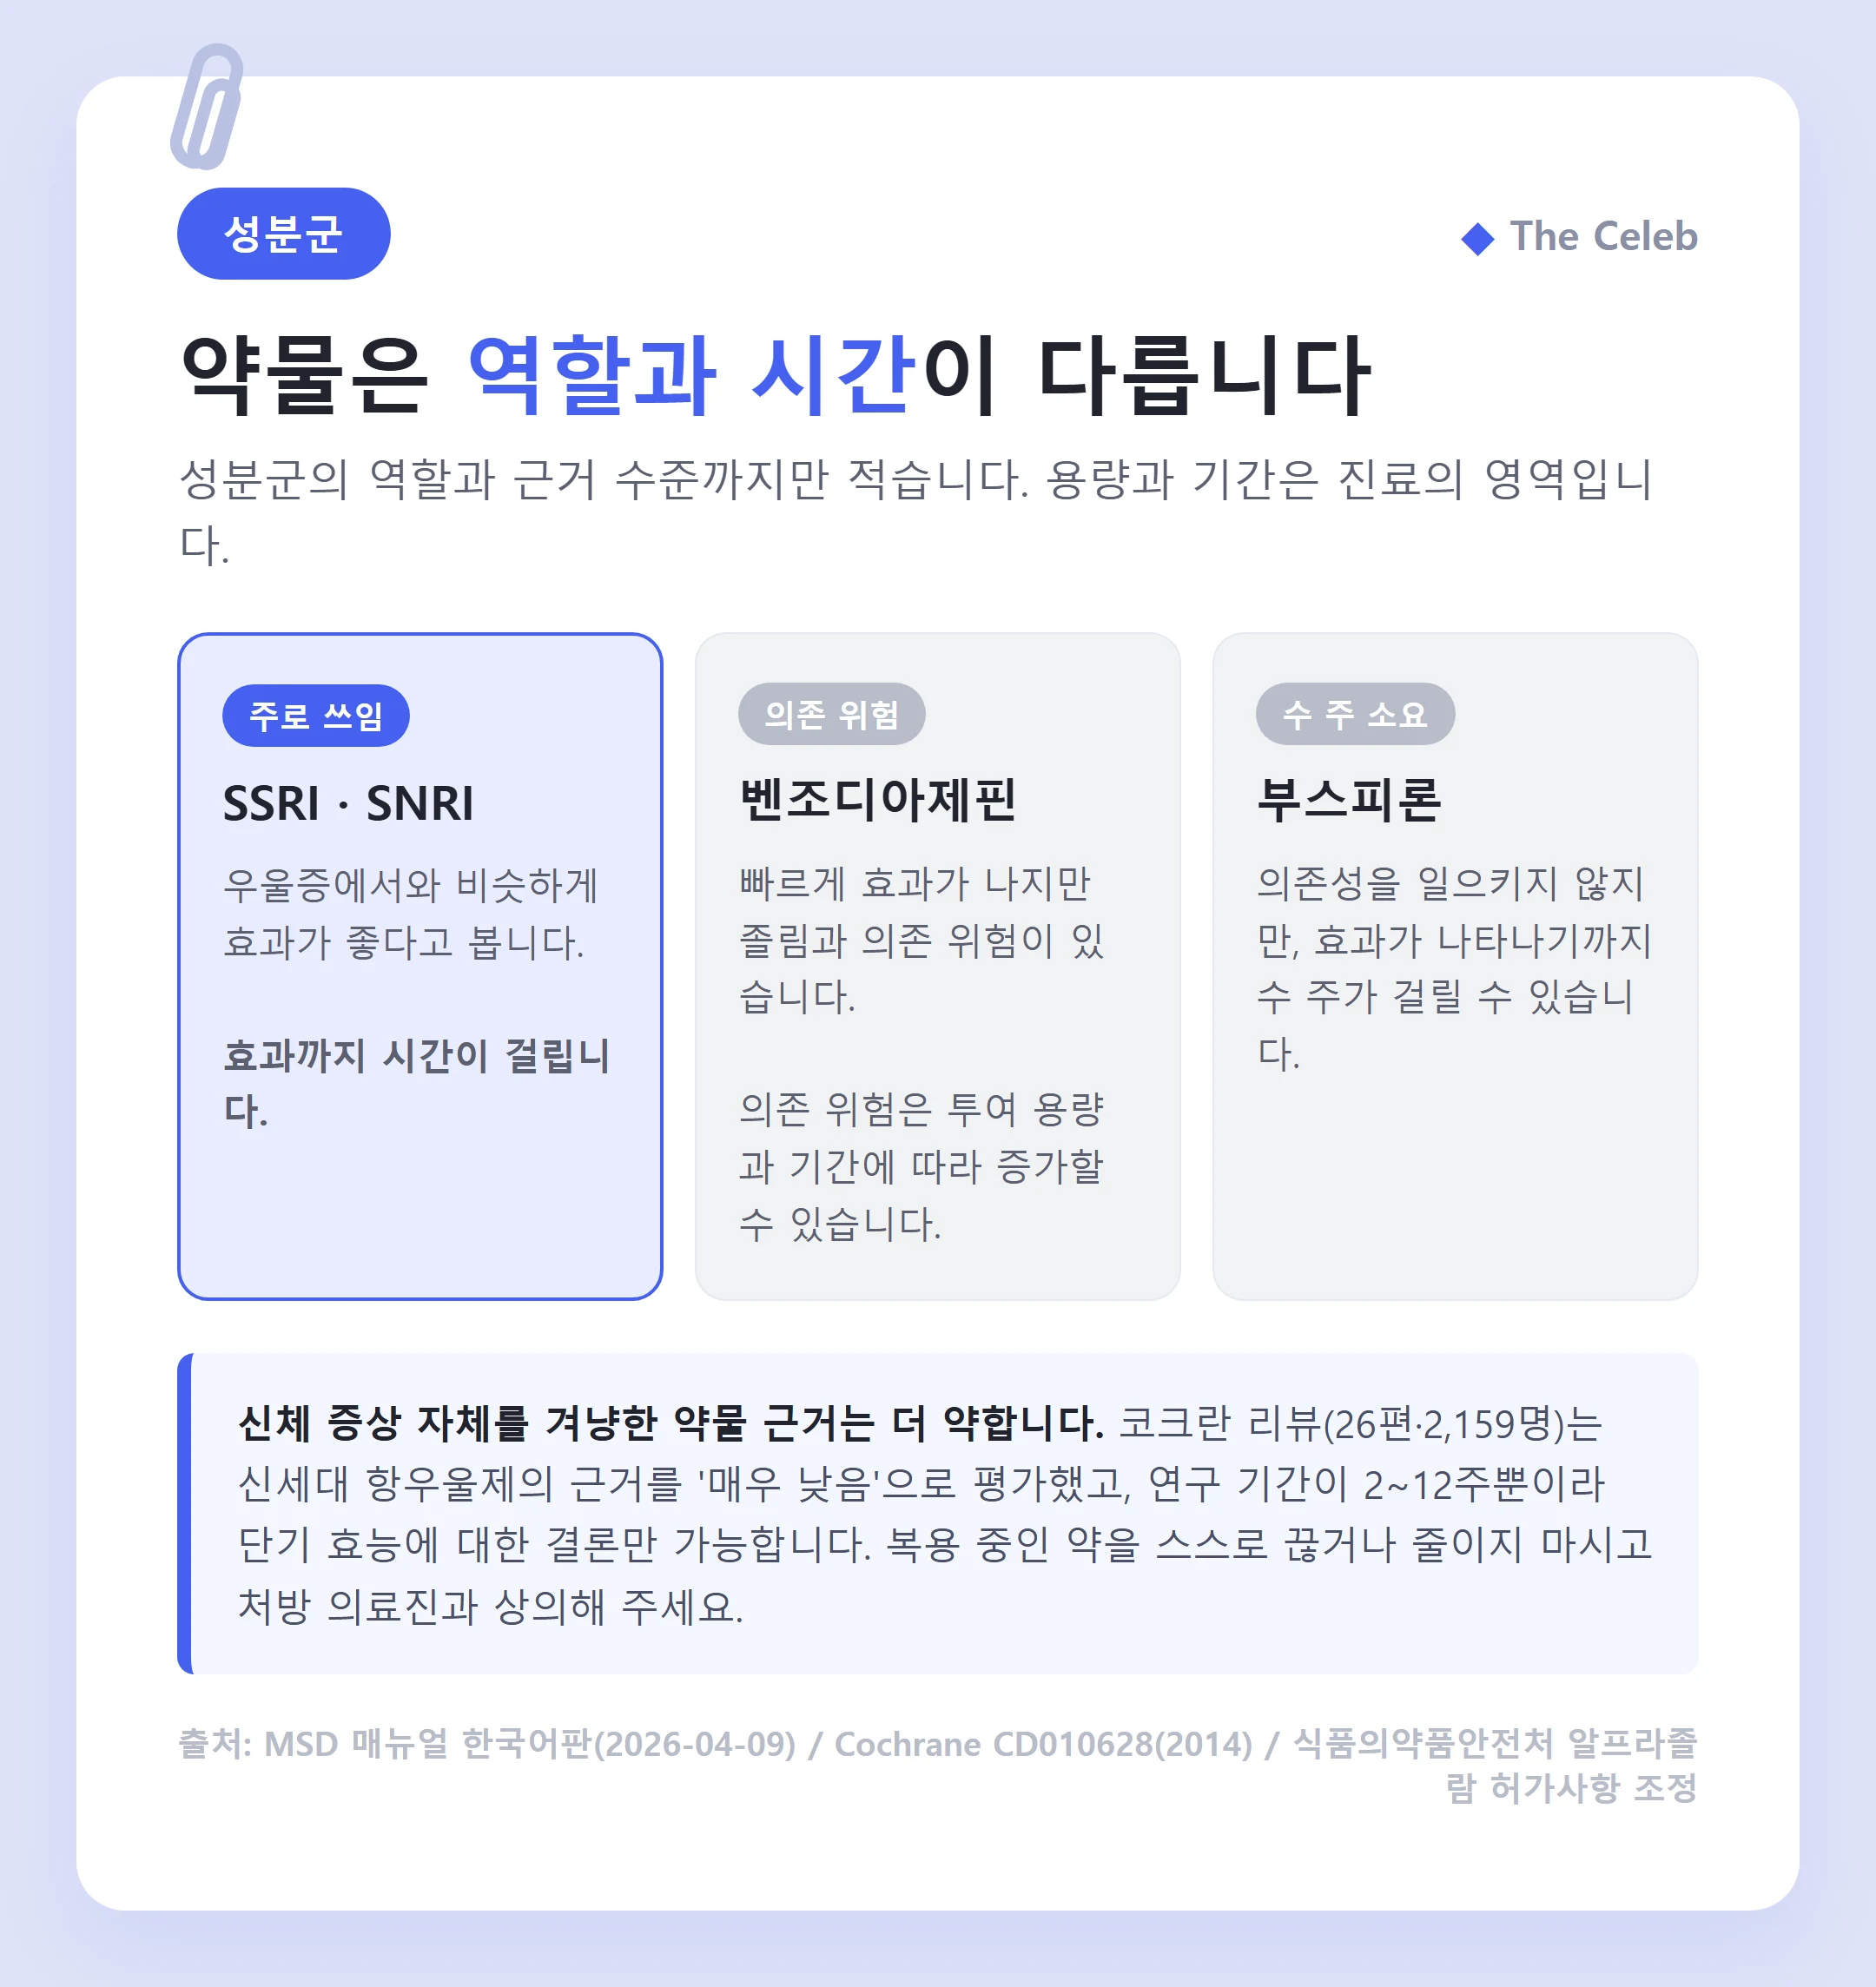 성분군
◆ The Celeb
약물은 역할과 시간이 다릅니다
성분군의 역할과 근거 수준까지만 적습니다. 용량과 기간은 진료의 영역입니
다.
주로 쓰임
SSRI · SNRI
우울증에서와 비슷하게
효과가 좋다고 봅니다.
효과까지 시간이 걸립니
다.
의존 위험
벤조디아제핀
빠르게 효과가 나지만
졸림과 의존 위험이 있
습니다.
의존 위험은 투여 용량
과 기간에 따라 증가할
수 있습니다.
수 주 소요
부스피론
의존성을 일으키지 않지
만, 효과가 나타나기까지
수 주가 걸릴 수 있습니
다.
신체 증상 자체를 겨냥한 약물 근거는 더 약합니다. 코크란 리뷰(26편·2,159명)는
신세대 항우울제의 근거를 '매우 낮음'으로 평가했고, 연구 기간이 2~12주뿐이라
단기 효능에 대한 결론만 가능합니다. 복용 중인 약을 스스로 끊거나 줄이지 마시고
처방 의료진과 상의해 주세요.
출처: MSD 매뉴얼 한국어판(2026-04-09) / Cochrane CD010628(2014) / 식품의약품안전처 알프라졸
람 허가사항 조정